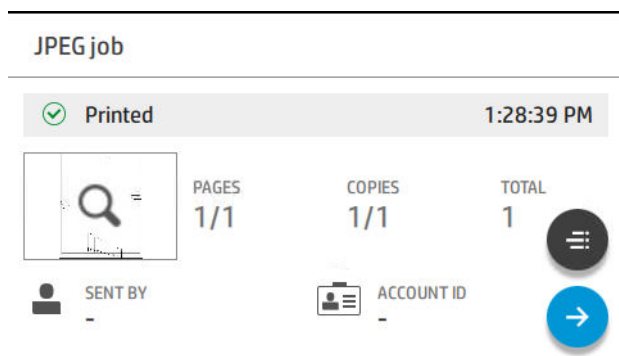 JPEG job
Printed 1:28:39 PM
PAGES COPIES TOTAL
1/1 1/1 1
SENT BY ACCOUNT ID
- -